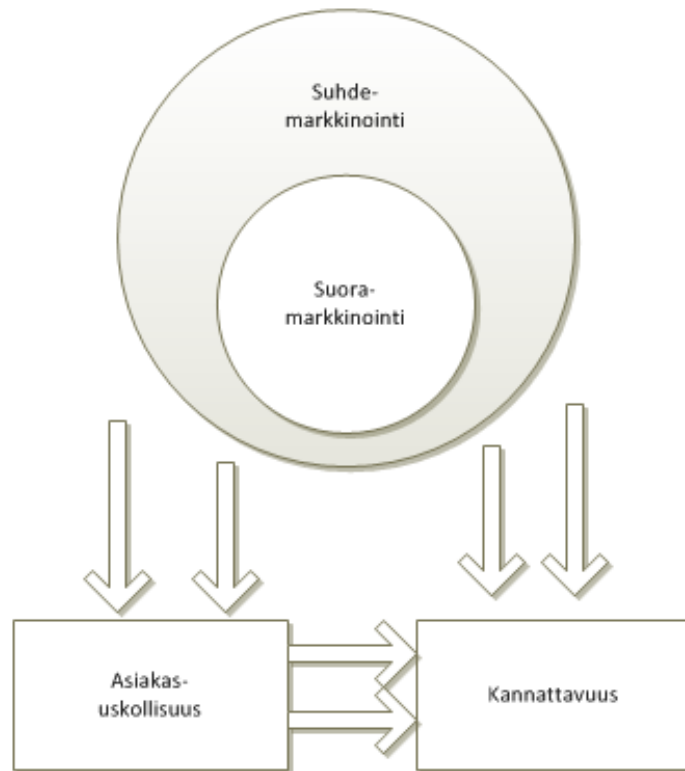 Suhde-
markkinointi
Suora-
markkinointi
Asiakas-
uskollisuus
Kannattavuus